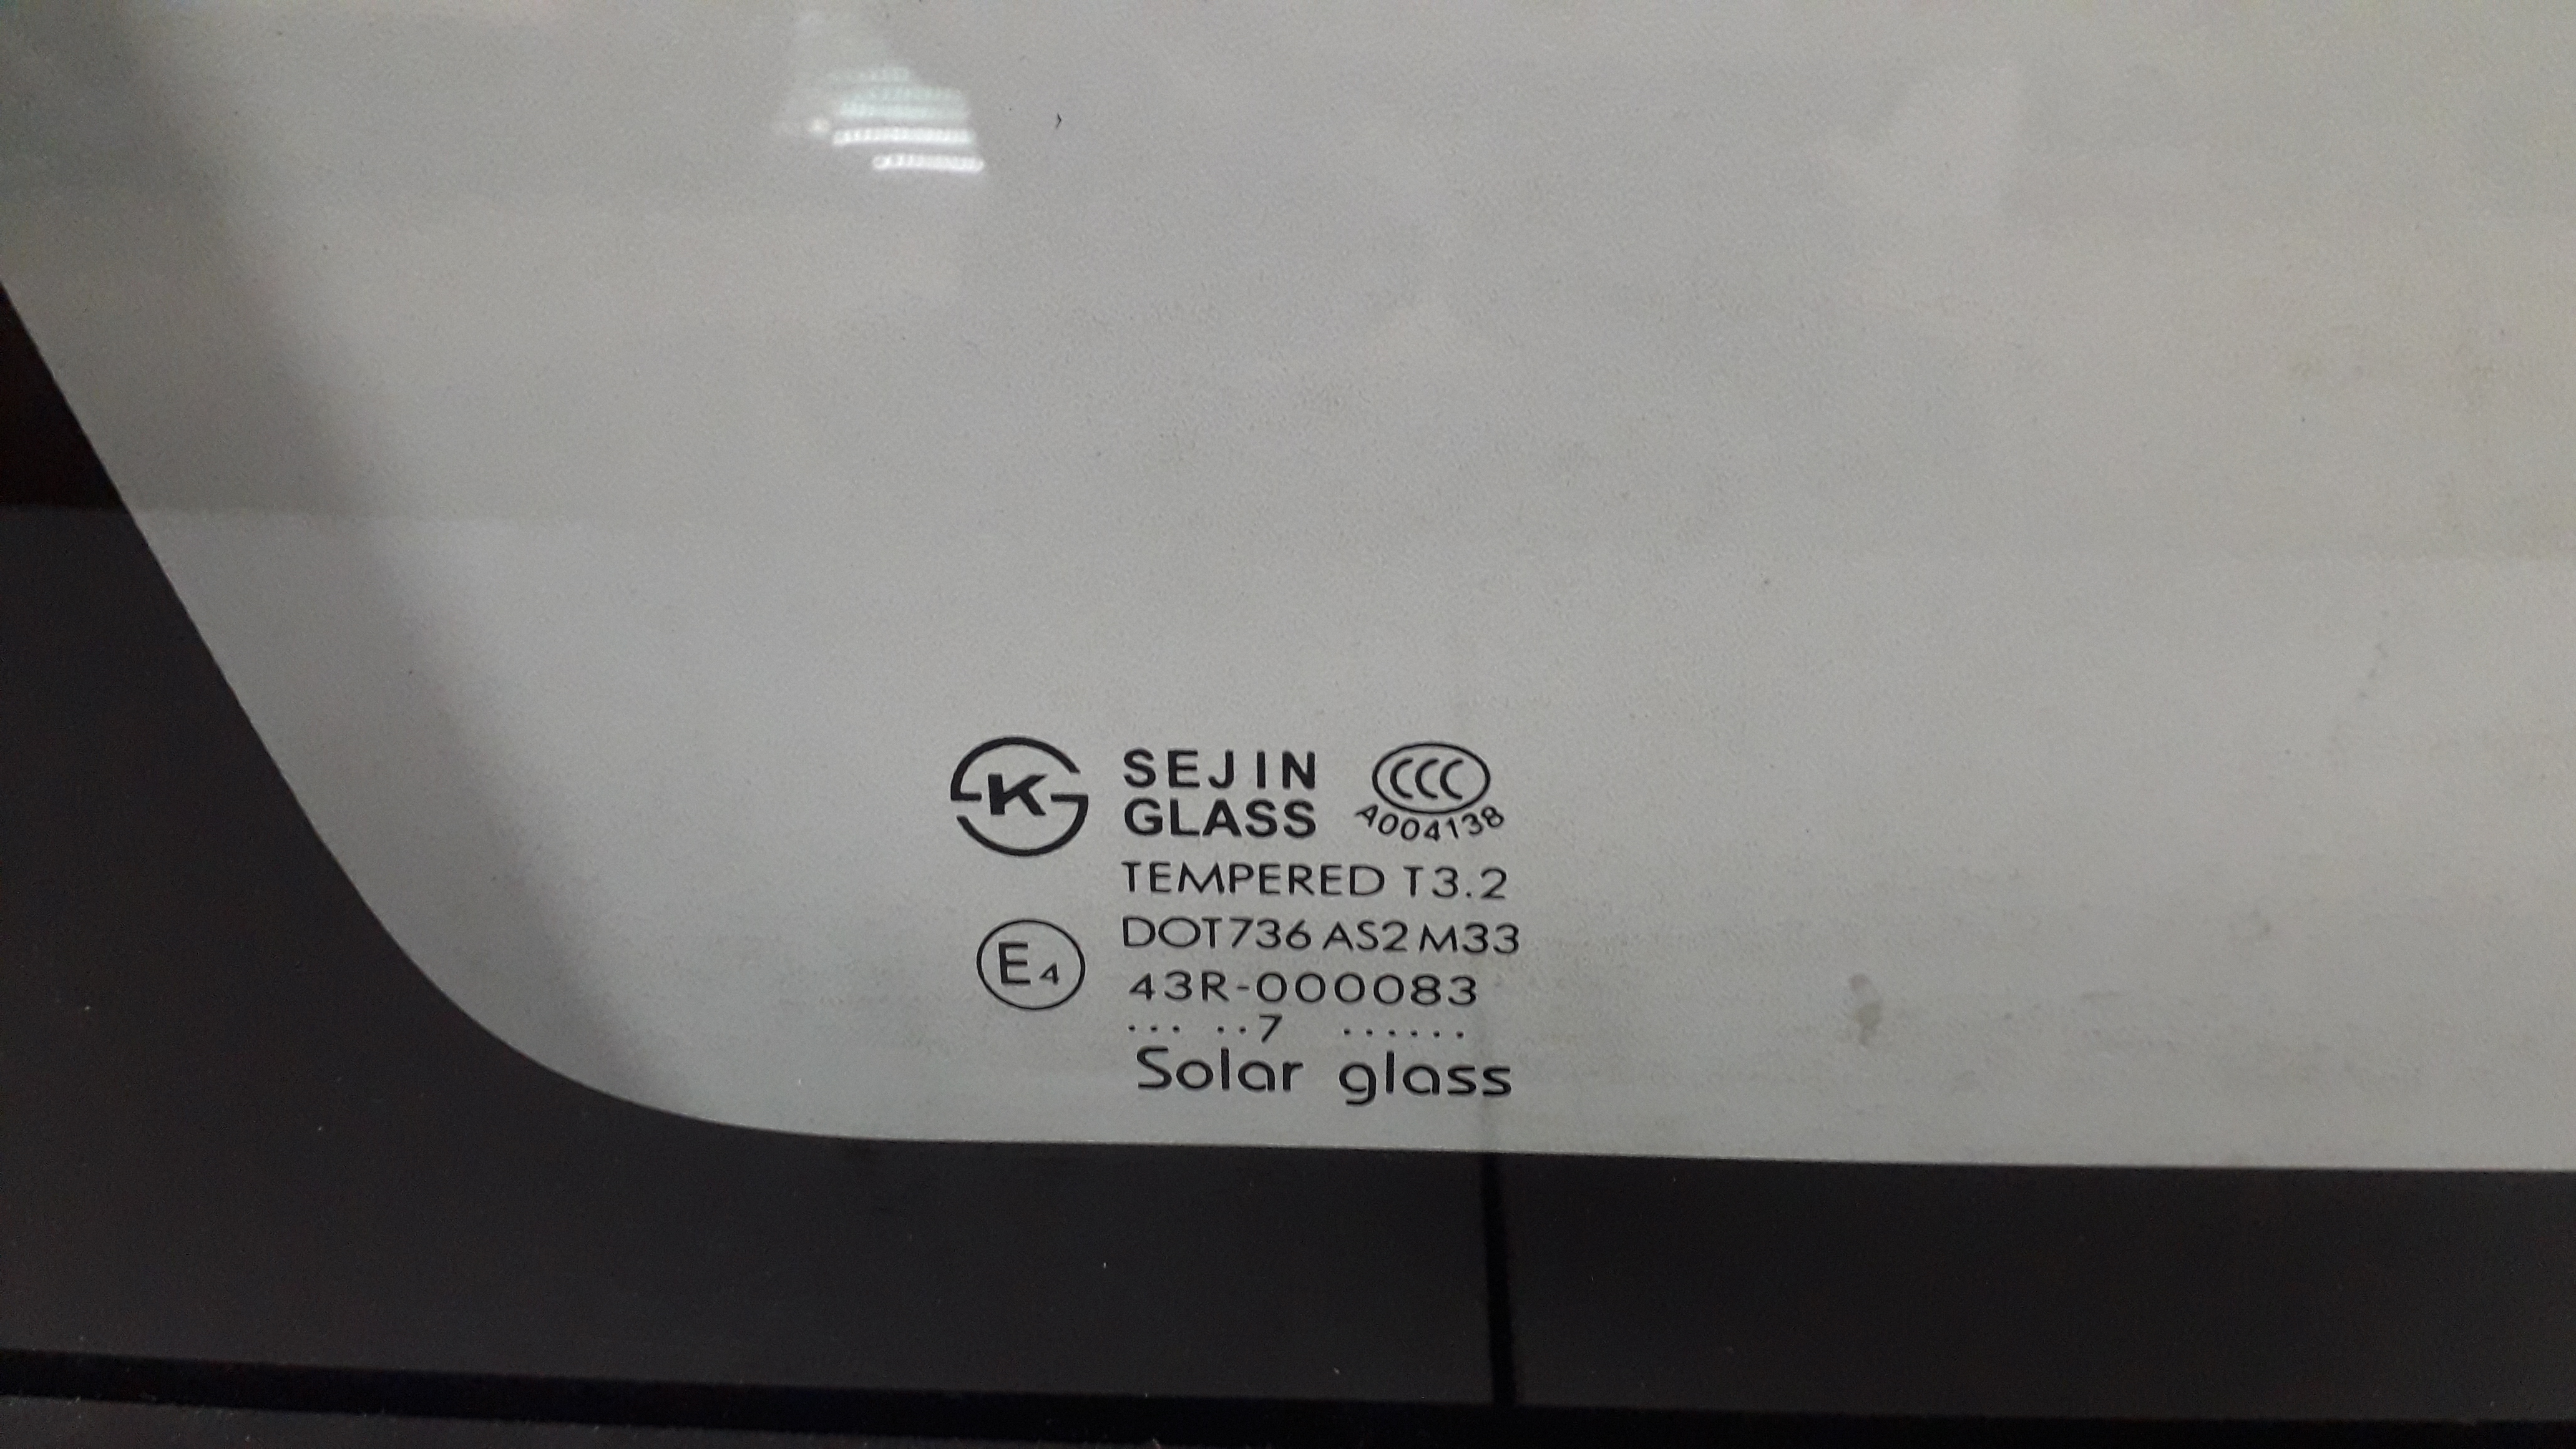 K
SEJIN
GLASS
CCC
A004138
TEMPERED T3.2
DOT736 AS2 M33
E4
43R-000083
... ..7 ......
Solar glass